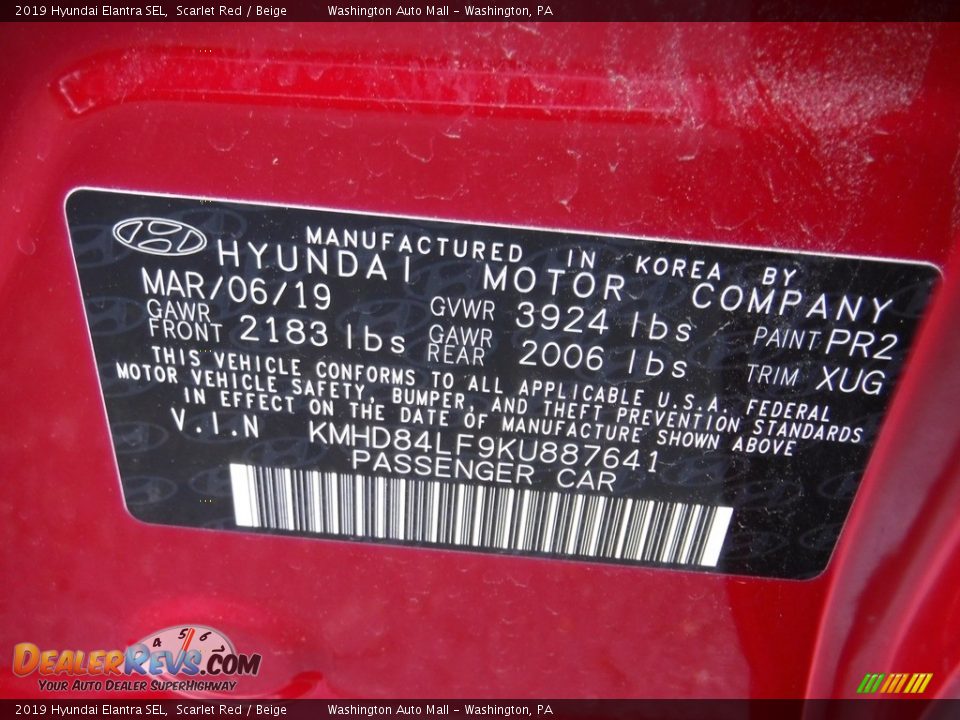 2019 Hyundai Elantra SEL, Scarlet Red / Beige Washington Auto Mall - Washington, PA
MANUFACTURED IN KOREA BY
HYUNDAI MOTOR COMPANY
MAR/06/19 GVWR 3924 lbs PAINT PR2
GAWR FRONT 2183 lbs GAWR REAR 2006 lbs TRIM XUG
THIS VEHICLE CONFORMS TO ALL APPLICABLE U.S.A. FEDERAL
MOTOR VEHICLE SAFETY, BUMPER, AND THEFT PREVENTION STANDARDS
IN EFFECT ON THE DATE OF MANUFACTURE SHOWN ABOVE
V.I.N KMHD84LF9KU887641
PASSENGER CAR
4 5 6
DEALERREVS.COM
YOUR AUTO DEALER SUPERHIGHWAY
2019 Hyundai Elantra SEL, Scarlet Red / Beige Washington Auto Mall - Washington, PA